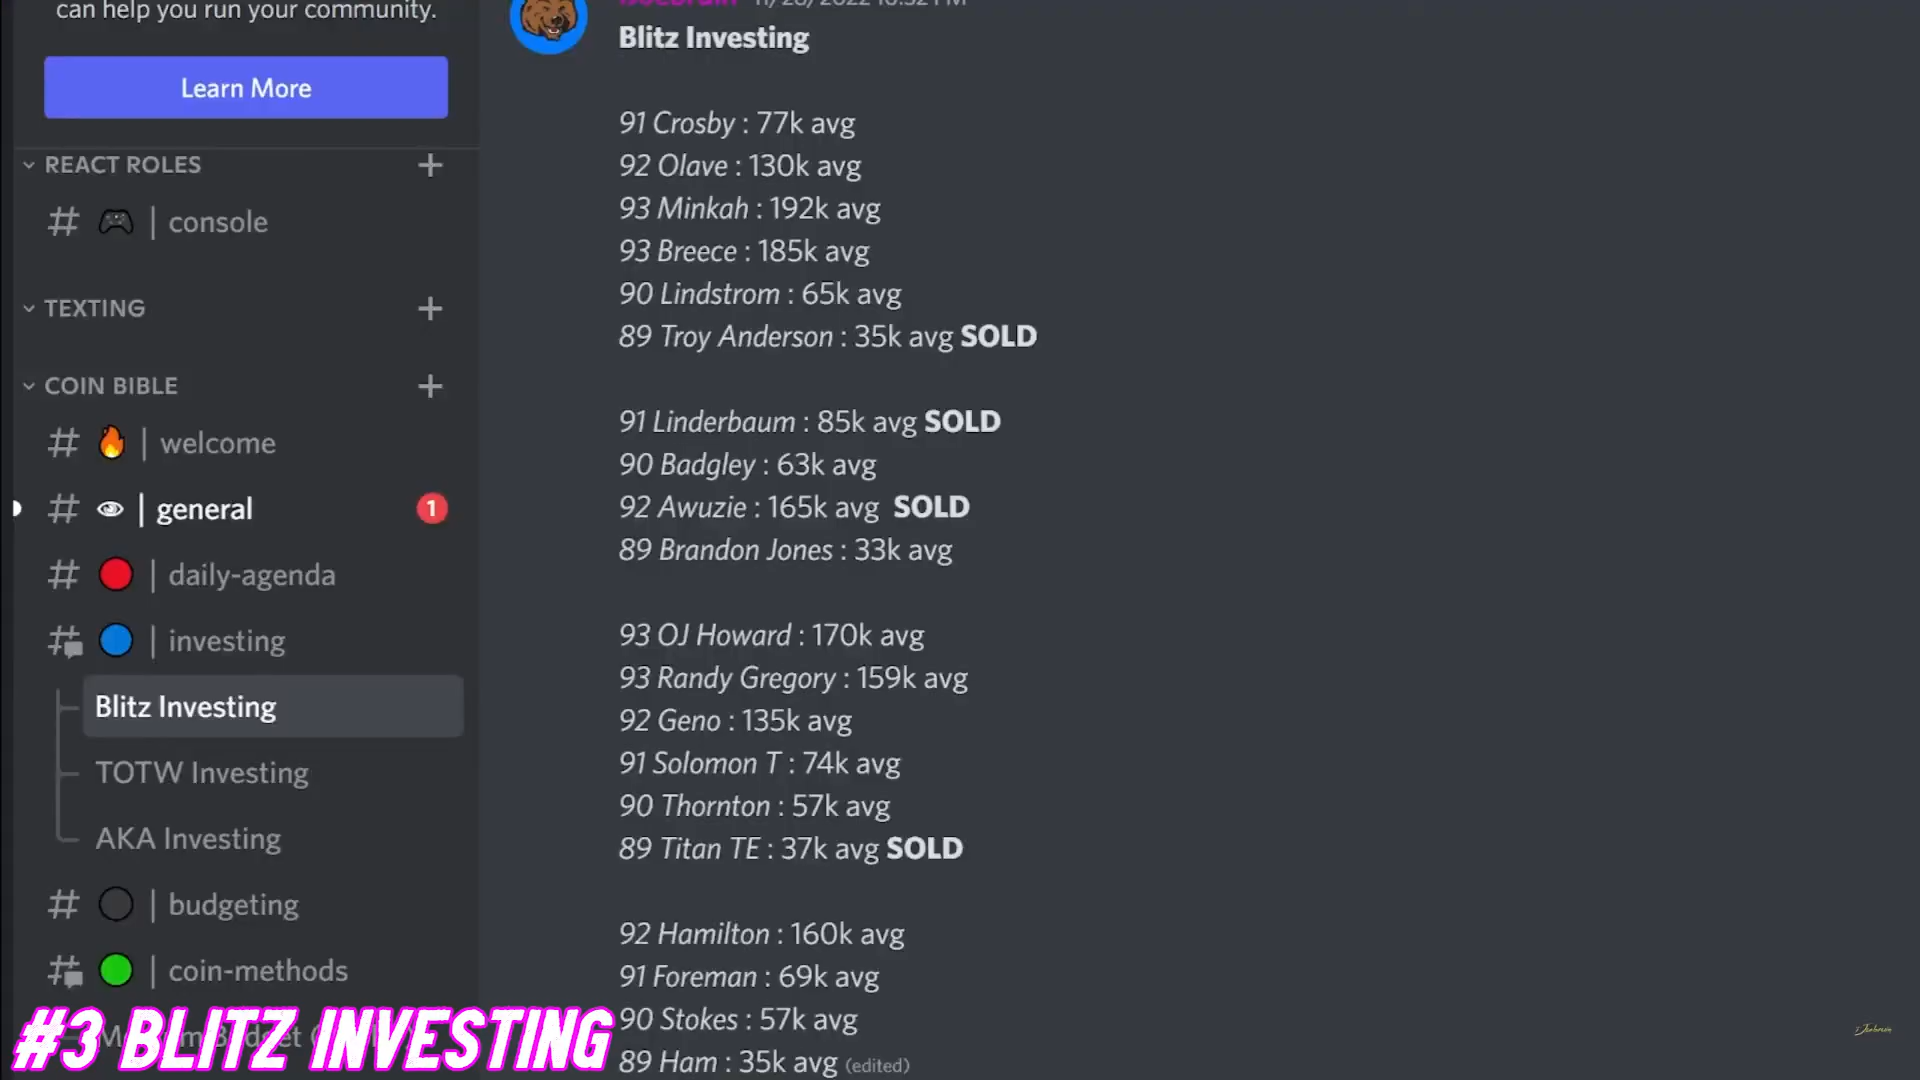 can help you run your community.
Learn More
REACT ROLES
console
TEXTING
COIN BIBLE
welcome
general
1
daily-agenda
investing
Blitz Investing
TOTW Investing
AKA Investing
budgeting
coin-methods
#3 BLITZ INVESTING
Blitz Investing
91 Crosby : 77k avg
92 Olave : 130k avg
93 Minkah : 192k avg
93 Breece : 185k avg
90 Lindstrom : 65k avg
89 Troy Anderson : 35k avg SOLD
91 Linderbaum : 85k avg SOLD
90 Badgley : 63k avg
92 Awuzie : 165k avg SOLD
89 Brandon Jones : 33k avg
93 OJ Howard : 170k avg
93 Randy Gregory : 159k avg
92 Geno : 135k avg
91 Solomon T : 74k avg
90 Thornton : 57k avg
89 Titan TE : 37k avg SOLD
92 Hamilton : 160k avg
91 Foreman : 69k avg
90 Stokes : 57k avg
89 Ham : 35k avg (edited)